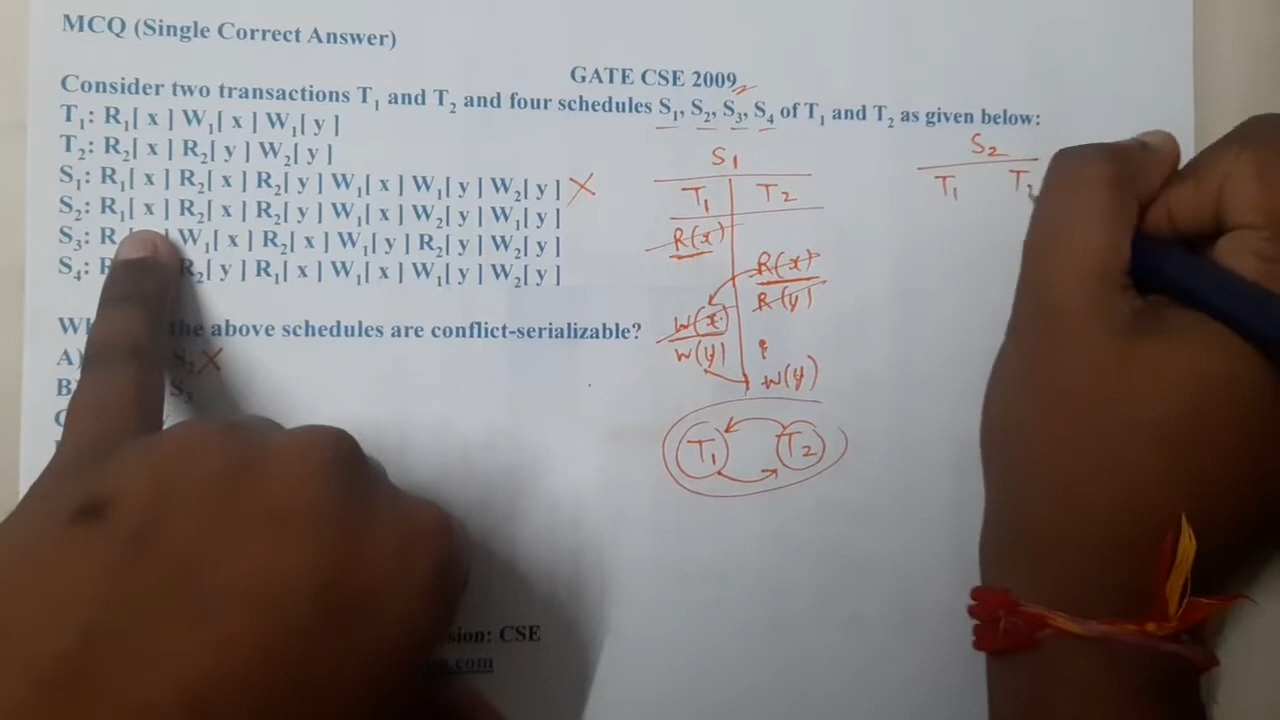 MCQ (Single Correct Answer)
GATE CSE 2009
Consider two transactions T₁ and T₂ and four schedules S₁, S₂, S₃, S₄ of T₁ and T₂ as given below:
T₁: R₁[ x ] W₁[ x ] W₁[ y ]
T₂: R₂[ x ] R₂[ y ] W₂[ y ]
S₁: R₁[ x ] R₂[ x ] R₂[ y ] W₁[ x ] W₁[ y ] W₂[ y ] X
S₂: R₁[ x ] R₂[ x ] R₂[ y ] W₁[ x ] W₂[ y ] W₁[ y ]
S₃: R ] W₁[ x ] R₂[ x ] W₁[ y ] R₂[ y ] W₂[ y ]
S₄: R₂[ y ] R₁[ x ] W₁[ x ] W₁[ y ] W₂[ y ]
the above schedules are conflict-serializable?
A) X
B) S₃
S₁
T₁ T₂
R(x)
R(x)
R(y)
W(x)
W(y)
W(y)
T₁ T₂
S₂
T₁ T₂
CSE